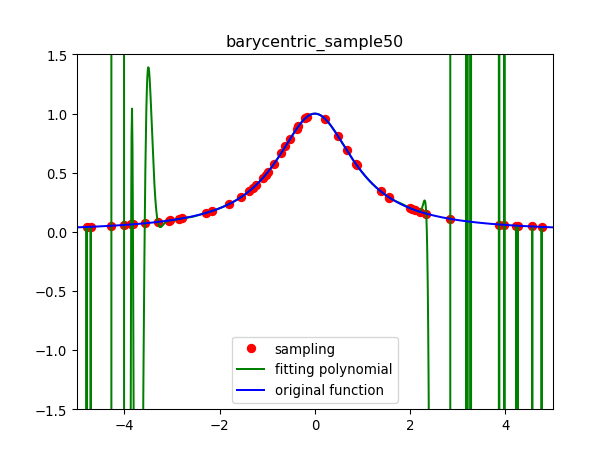 barycentric_sample50
1.5
1.0
0.5
0.0
−0.5
−1.0
−1.5
sampling
fitting polynomial
original function
−4 −2 0 2 4